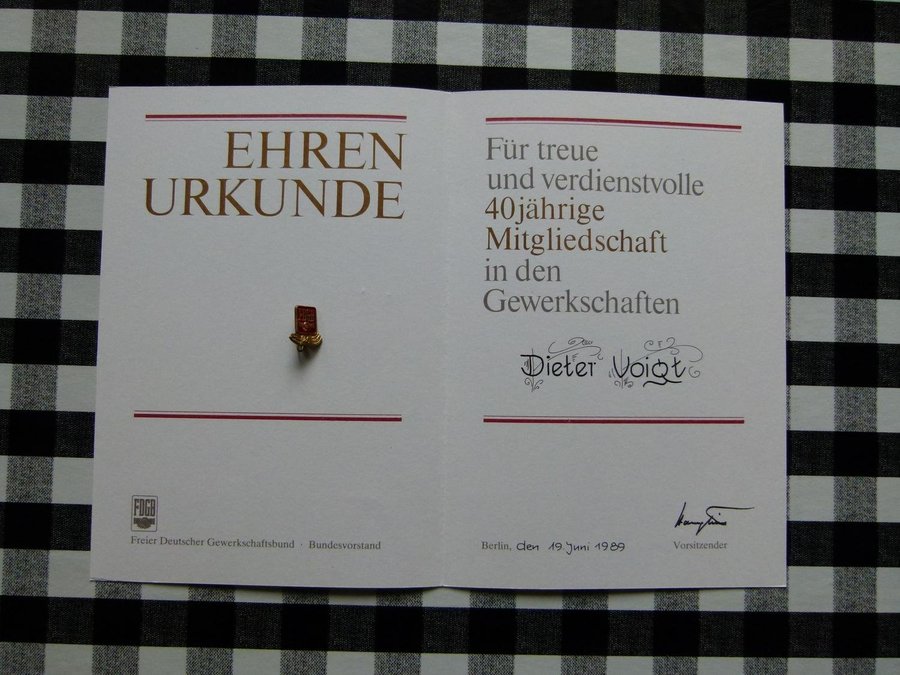 EHREN
URKUNDE
FDGB
Freier Deutscher Gewerkschaftsbund · Bundesvorstand
Für treue
und verdienstvolle
40jährige
Mitgliedschaft
in den
Gewerkschaften
Dieter Voigt
Berlin, den 19. Juni 1989
Vorsitzender